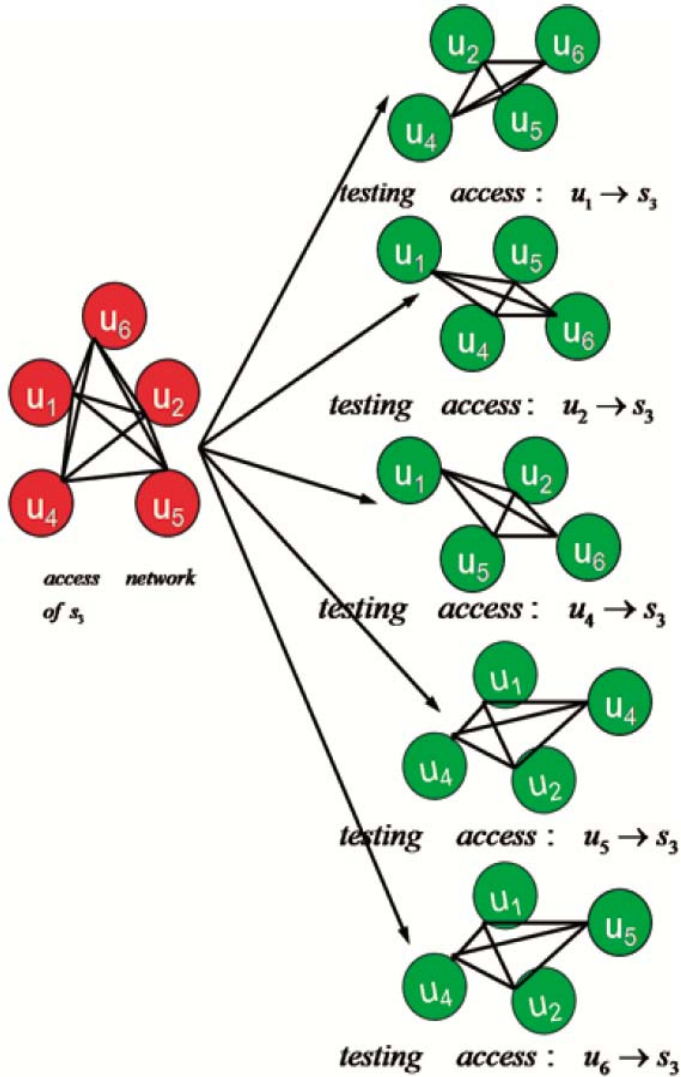 u₂ u₆
u₄ u₅
testing access : u₁ → s₃
u₁ u₅
u₄ u₆
testing access : u₂ → s₃
u₁ u₂
u₅ u₆
testing access : u₄ → s₃
u₁ u₄
u₄ u₂
testing access : u₅ → s₃
u₁ u₅
u₄ u₂
testing access : u₆ → s₃
u₆
u₁ u₂
u₄ u₅
access network
of s₃